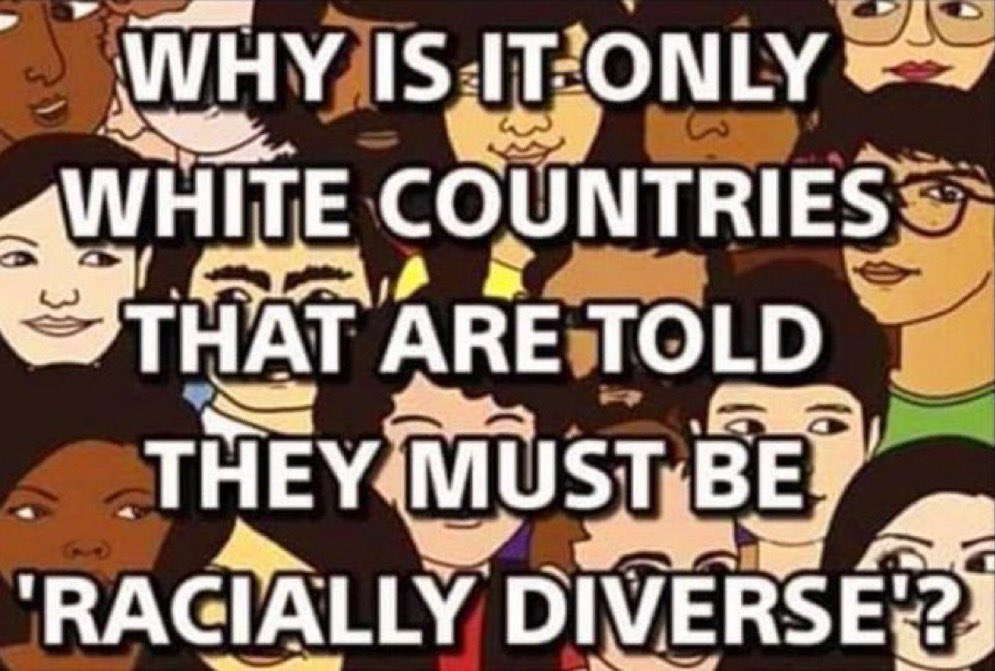 WHY IS IT ONLY
WHITE COUNTRIES
THAT ARE TOLD
THEY MUST BE
'RACIALLY DIVERSE'?